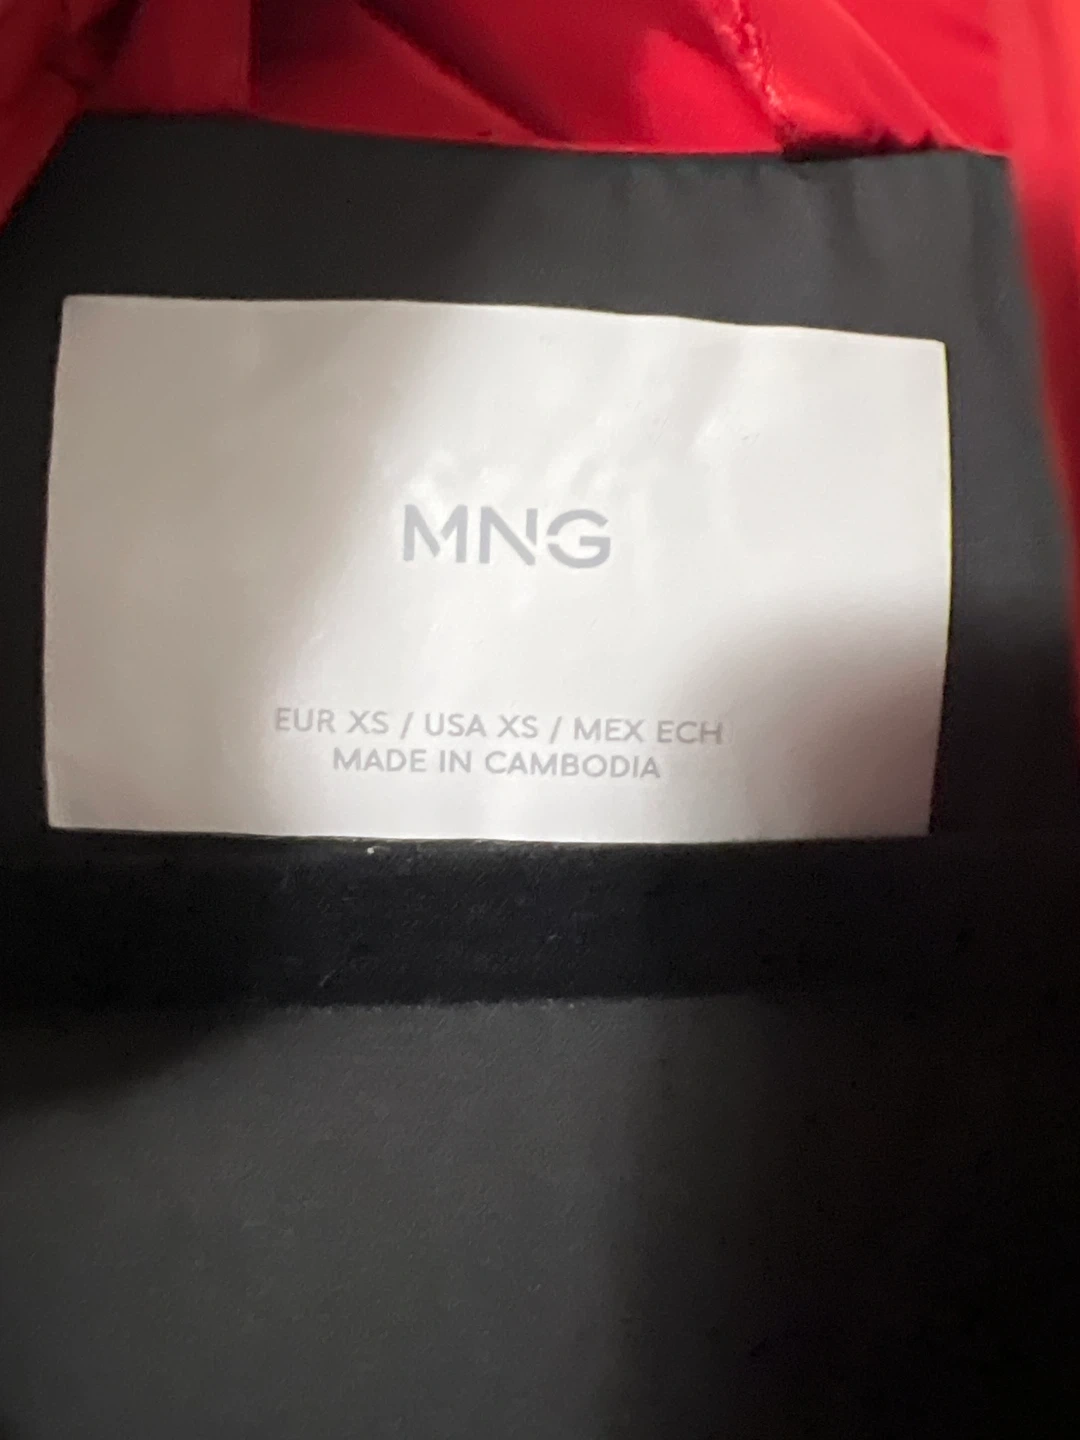 MNG
EUR XS / USA XS / MEX ECH
MADE IN CAMBODIA